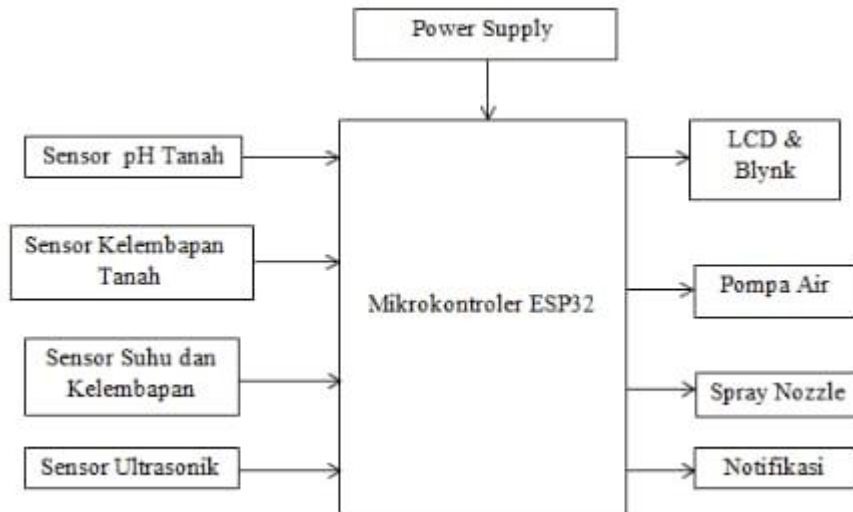 Power Supply
Sensor pH Tanah
Sensor Kelembapan
Tanah
Sensor Suhu dan
Kelembapan
Sensor Ultrasonik
Mikrokontroler ESP32
LCD &
Blynk
Pompa Air
Spray Nozzle
Notifikasi